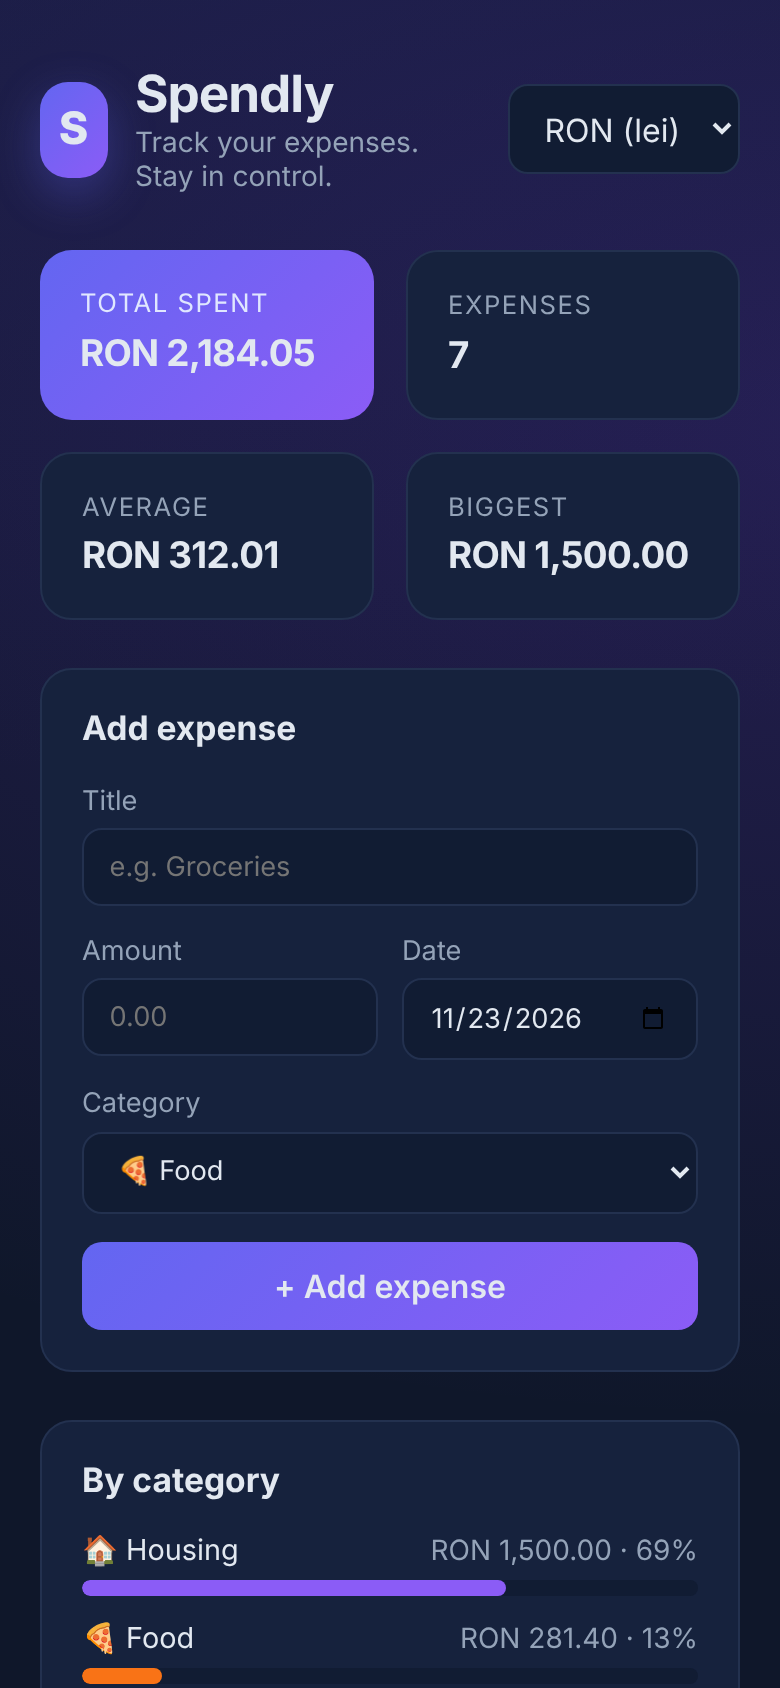 S
Spendly
Track your expenses.
Stay in control.
RON (lei)
TOTAL SPENT
RON 2,184.05
EXPENSES
7
AVERAGE
RON 312.01
BIGGEST
RON 1,500.00
Add expense
Title
e.g. Groceries
Amount
Date
0.00
11/23/2026
Category
🍕 Food
+ Add expense
By category
🏠 Housing RON 1,500.00 · 69%
🍕 Food RON 281.40 · 13%